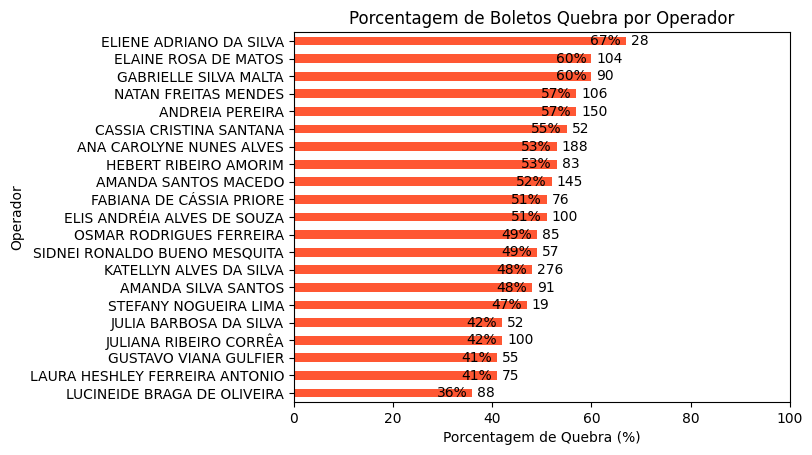 Porcentagem de Boletos Quebra por Operador
ELIENE ADRIANO DA SILVA 67% 28
ELAINE ROSA DE MATOS 60% 104
GABRIELLE SILVA MALTA 60% 90
NATAN FREITAS MENDES 57% 106
ANDREIA PEREIRA 57% 150
CASSIA CRISTINA SANTANA 55% 52
ANA CAROLYNE NUNES ALVES 53% 188
HEBERT RIBEIRO AMORIM 53% 83
AMANDA SANTOS MACEDO 52% 145
FABIANA DE CÁSSIA PRIORE 51% 76
ELIS ANDRÉIA ALVES DE SOUZA 51% 100
OSMAR RODRIGUES FERREIRA 49% 85
SIDNEI RONALDO BUENO MESQUITA 49% 57
KATELLYN ALVES DA SILVA 48% 276
AMANDA SILVA SANTOS 48% 91
STEFANY NOGUEIRA LIMA 47% 19
JULIA BARBOSA DA SILVA 42% 52
JULIANA RIBEIRO CORRÊA 42% 100
GUSTAVO VIANA GULFIER 41% 55
LAURA HESHLEY FERREIRA ANTONIO 41% 75
LUCINEIDE BRAGA DE OLIVEIRA 36% 88
Operador
0 20 40 60 80 100
Porcentagem de Quebra (%)